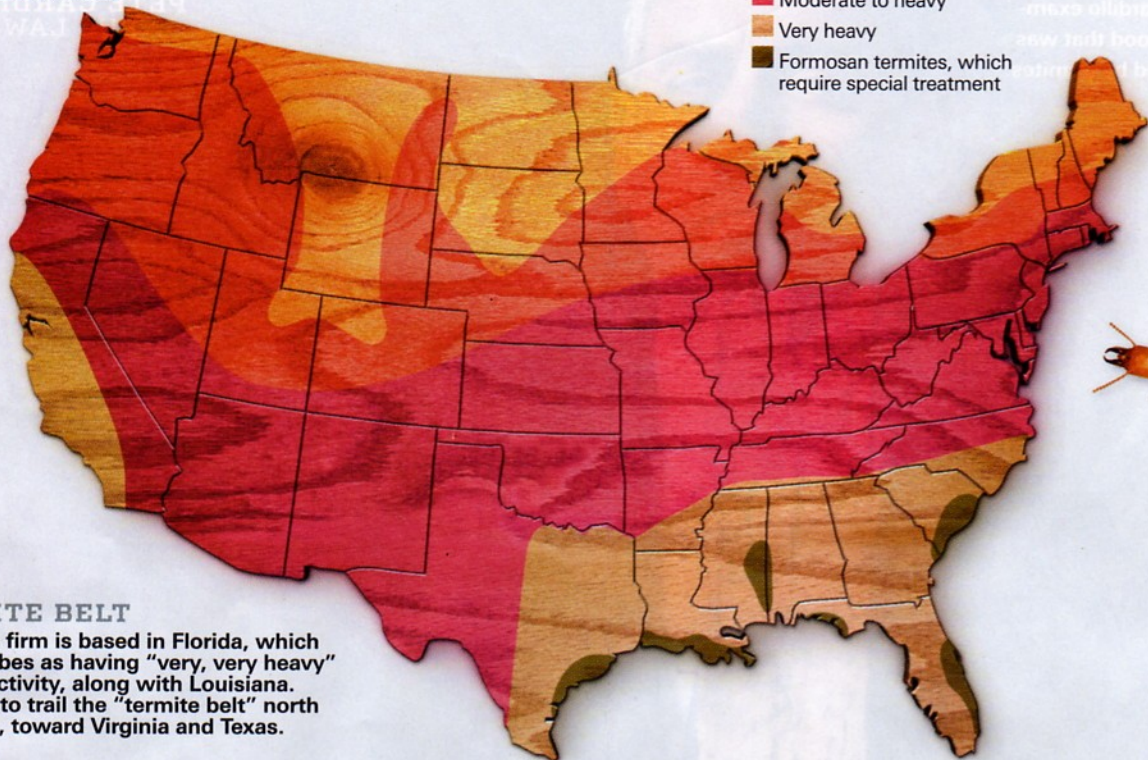 Moderate to heavy
Very heavy
Formosan termites, which
require special treatment
ITE BELT
firm is based in Florida, which
bes as having "very, very heavy"
ctivity, along with Louisiana.
to trail the "termite belt" north
, toward Virginia and Texas.